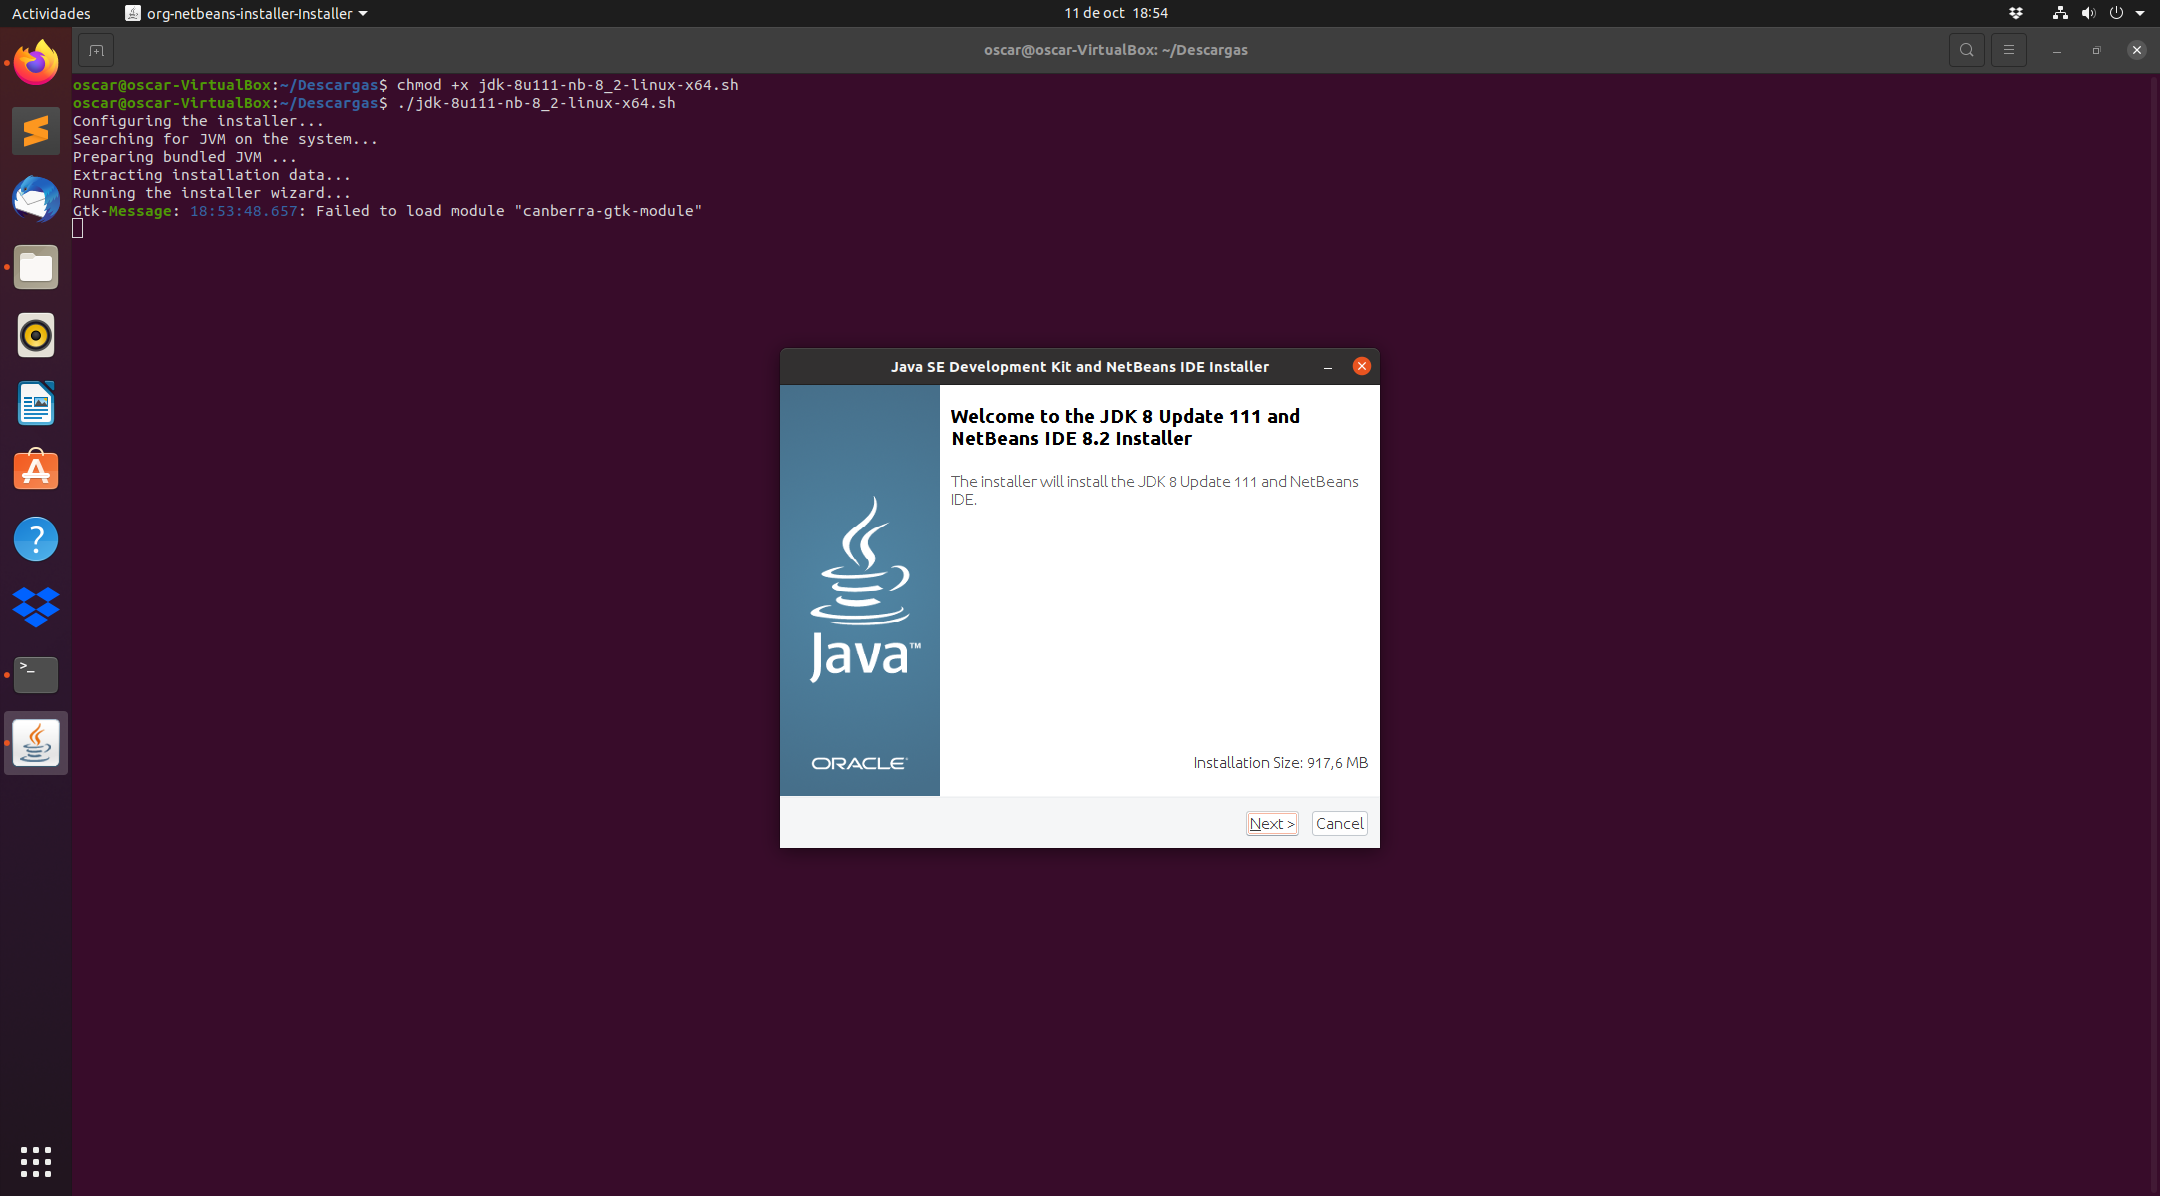 Actividades org-netbeans-installer-Installer 11 de oct 18:54
oscar@oscar-VirtualBox: ~/Descargas
oscar@oscar-VirtualBox:~/Descargas$ chmod +x jdk-8u111-nb-8_2-linux-x64.sh
oscar@oscar-VirtualBox:~/Descargas$ ./jdk-8u111-nb-8_2-linux-x64.sh
Configuring the installer...
Searching for JVM on the system...
Preparing bundled JVM ...
Extracting installation data...
Running the installer wizard...
Gtk-Message: 18:53:48.657: Failed to load module "canberra-gtk-module"
Java SE Development Kit and NetBeans IDE Installer
Welcome to the JDK 8 Update 111 and
NetBeans IDE 8.2 Installer
The installer will install the JDK 8 Update 111 and NetBeans
IDE.
Java™
ORACLE
Installation Size: 917,6 MB
Next > Cancel